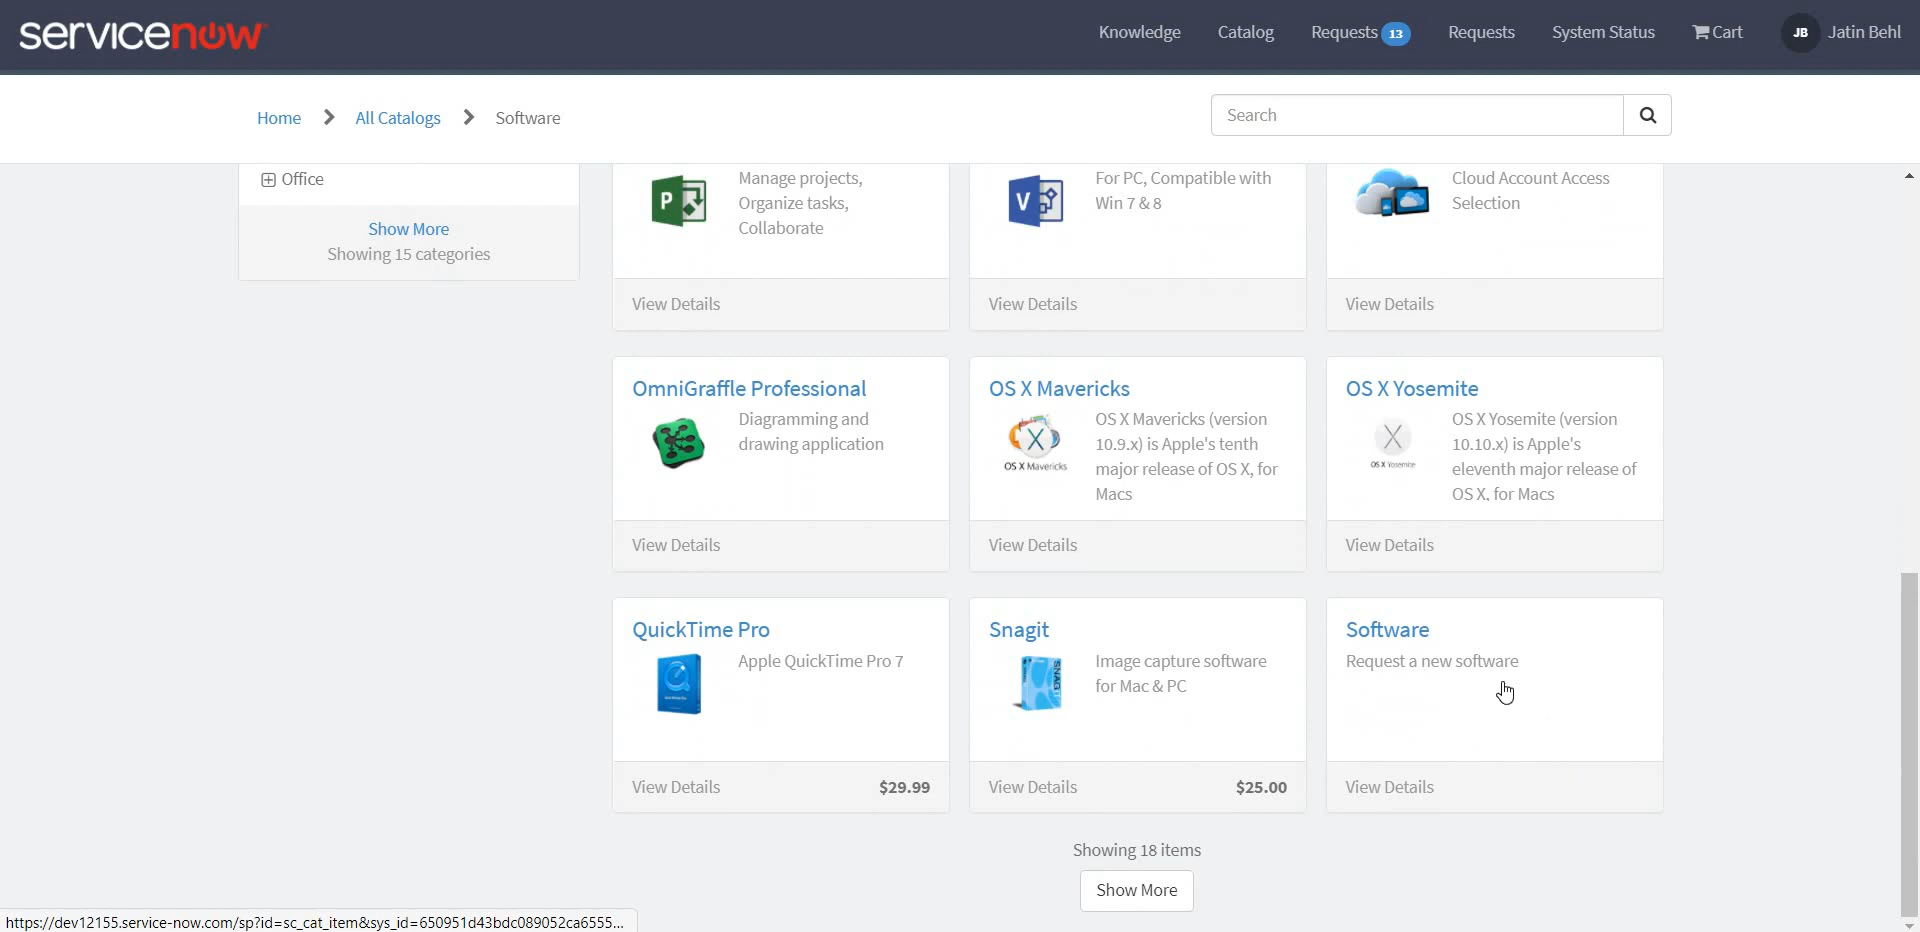 servicenow
Knowledge
Catalog
Requests 13
Requests
System Status
Cart
JB
Jatin Behl
Home
All Catalogs
Software
Search
Office
Show More
Showing 15 categories
P
Manage projects,
Organize tasks,
Collaborate
View Details
V
For PC, Compatible with
Win 7 & 8
View Details
Cloud Account Access
Selection
View Details
OmniGraffle Professional
Diagramming and
drawing application
View Details
OS X Mavericks
X
OS X Mavericks
OS X Mavericks (version
10.9.x) is Apple's tenth
major release of OS X, for
Macs
View Details
OS X Yosemite
X
OS X Yosemite
OS X Yosemite (version
10.10.x) is Apple's
eleventh major release of
OS X, for Macs
View Details
QuickTime Pro
Apple QuickTime Pro 7
View Details
$29.99
Snagit
SNAGIT
Image capture software
for Mac & PC
View Details
$25.00
Software
Request a new software
View Details
Showing 18 items
Show More
https://dev12155.service-now.com/sp?id=sc_cat_item&sys_id=650951d43bdc089052ca6555...